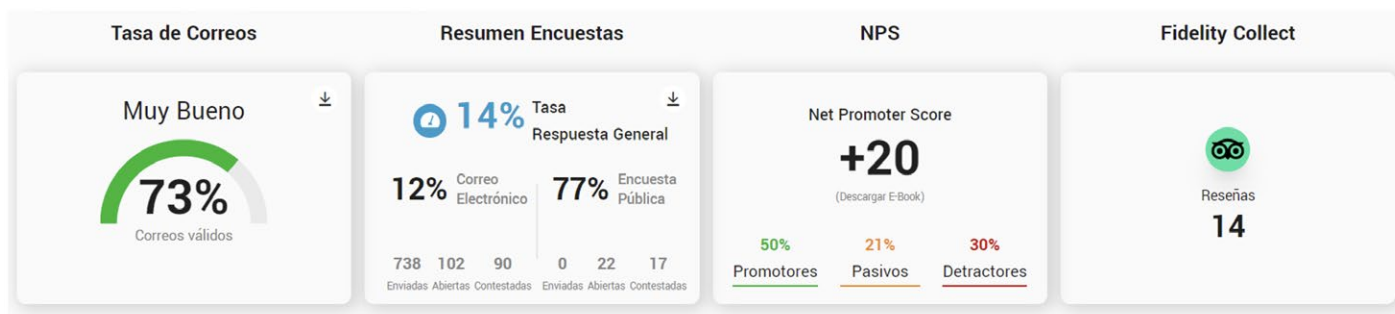 Tasa de Correos
Resumen Encuestas
NPS
Fidelity Collect
Muy Bueno
73%
Correos válidos
14% Tasa
Respuesta General
12% Correo
Electrónico
77% Encuesta
Pública
738 102 90
Enviadas Abiertas Contestadas
0 22 17
Enviadas Abiertas Contestadas
Net Promoter Score
+20
(Descargar E-Book)
50% 21% 30%
Promotores Pasivos Detractores
Reseñas
14